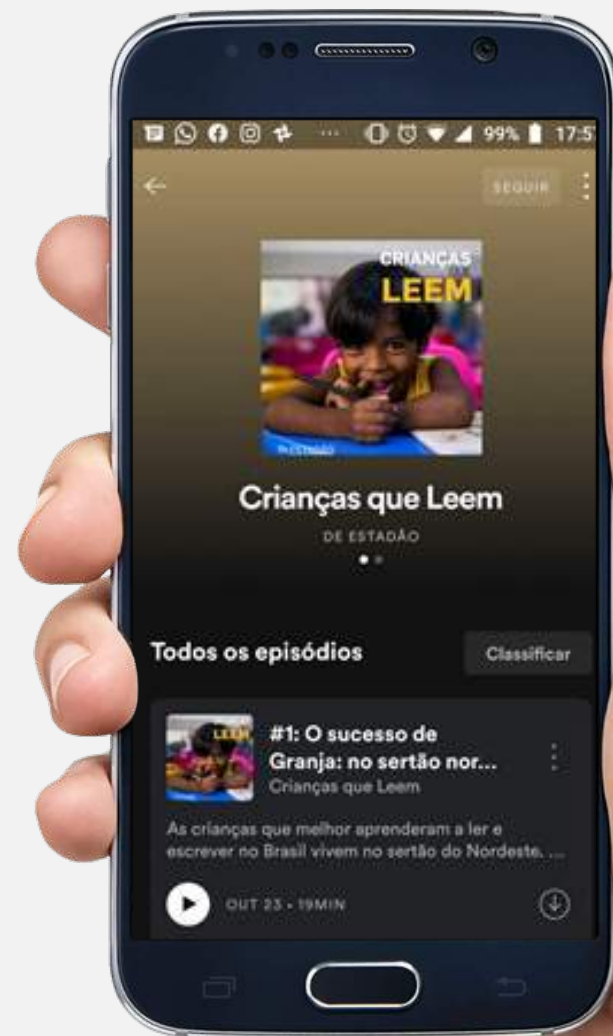 99% 17:5
SEGUIR
CRIANÇAS
LEEM
ESTADÃO
Crianças que Leem
DE ESTADÃO
Todos os episódios
Classificar
LEEM
#1: O sucesso de
Granja: no sertão nor...
Crianças que Leem
As crianças que melhor aprenderam a ler e
escrever no Brasil vivem no sertão do Nordeste. ...
OUT 23 • 19MIN